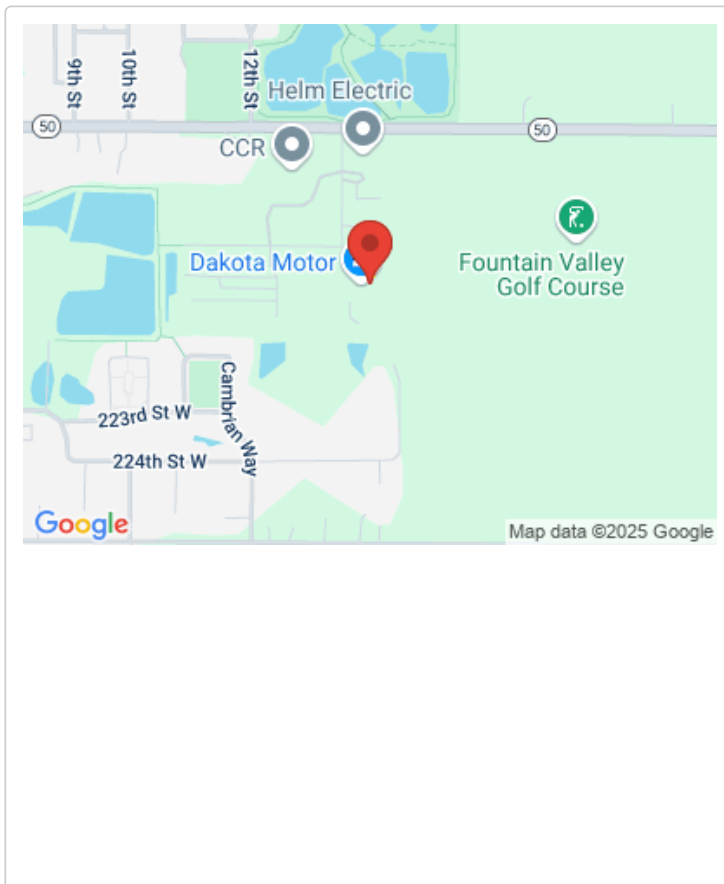 9th St
10th St
12th St
Helm Electric
50
CCR
50
Dakota Motor
Fountain Valley
Golf Course
Cambrian Way
223rd St W
224th St W
Google
Map data ©2025 Google